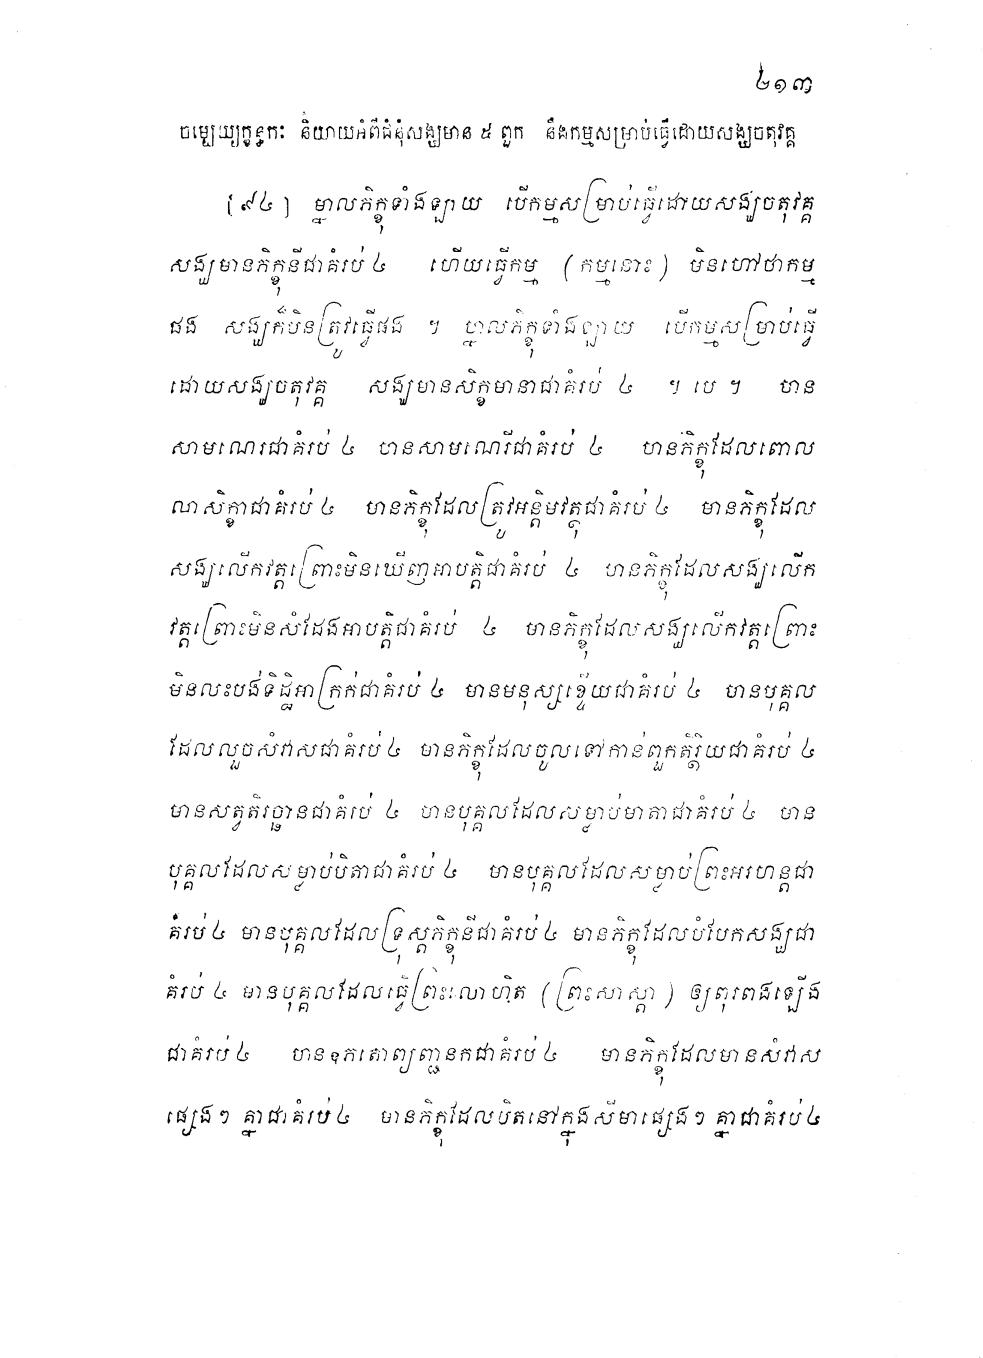 ៤១៣
ចម្បេយ្យក្ខន្ធកៈ និយាយអំពីជំនុំសង្ឃមាន ៥ ពួក នឹងកម្មសម្រាប់ធ្វើដោយសង្ឃចតុវគ្គ
[៩៤] ម្នាលភិក្ខុទាំងឡាយ បើកម្មសម្រាប់ធ្វើដោយសង្ឃចតុវគ្គ
សង្ឃមានភិក្ខុនីជាគំរប់ ៤ ហើយធ្វើកម្ម (កម្មនោះ) មិនហៅថាកម្ម
ផង សង្ឃក៏មិនត្រូវធ្វើផង ។ ម្នាលភិក្ខុទាំងឡាយ បើកម្មសម្រាប់ធ្វើ
ដោយសង្ឃចតុវគ្គ សង្ឃមានសិក្ខមានាជាគំរប់ ៤ ។ បេ ។ មាន
សាមណេរជាគំរប់ ៤ មានសាមណេរីជាគំរប់ ៤ មានភិក្ខុដែលពោល
លាសិក្ខាជាគំរប់ ៤ មានភិក្ខុដែលត្រូវអន្តិមវត្ថុជាគំរប់ ៤ មានភិក្ខុដែល
សង្ឃលើកវត្តព្រោះមិនឃើញអាបត្តិជាគំរប់ ៤ មានភិក្ខុដែលសង្ឃលើក
វត្តព្រោះមិនសំដែងអាបត្តិជាគំរប់ ៤ មានភិក្ខុដែលសង្ឃលើកវត្តព្រោះ
មិនលះបង់ទិដ្ឋិអាក្រក់ជាគំរប់ ៤ មានមនុស្សខ្ទើយជាគំរប់ ៤ មានបុគ្គល
ដែលលួចសំវាសជាគំរប់ ៤ មានភិក្ខុដែលចូលទៅកាន់ពួកតិរ្ថិយជាគំរប់ ៤
មានសត្វតិរច្ឆានជាគំរប់ ៤ មានបុគ្គលដែលសម្លាប់មាតាជាគំរប់ ៤ មាន
បុគ្គលដែលសម្លាប់បិតាជាគំរប់ ៤ មានបុគ្គលដែលសម្លាប់ព្រះអរហន្តជា
គំរប់ ៤ មានបុគ្គលដែលទ្រុស្តភិក្ខុនីជាគំរប់ ៤ មានភិក្ខុដែលបំបែកសង្ឃជា
គំរប់ ៤ មានបុគ្គលដែលធ្វើព្រះលោហិត (ព្រះសាស្តា) ឲ្យពុរពងឡើង
ជាគំរប់ ៤ មានឧភតោព្យញ្ជនកជាគំរប់ ៤ មានភិក្ខុដែលមានសំវាស
ផ្សេងៗ គ្នាជាគំរប់ ៤ មានភិក្ខុដែលឋិតនៅក្នុងសីមាផ្សេងៗ គ្នាជាគំរប់ ៤